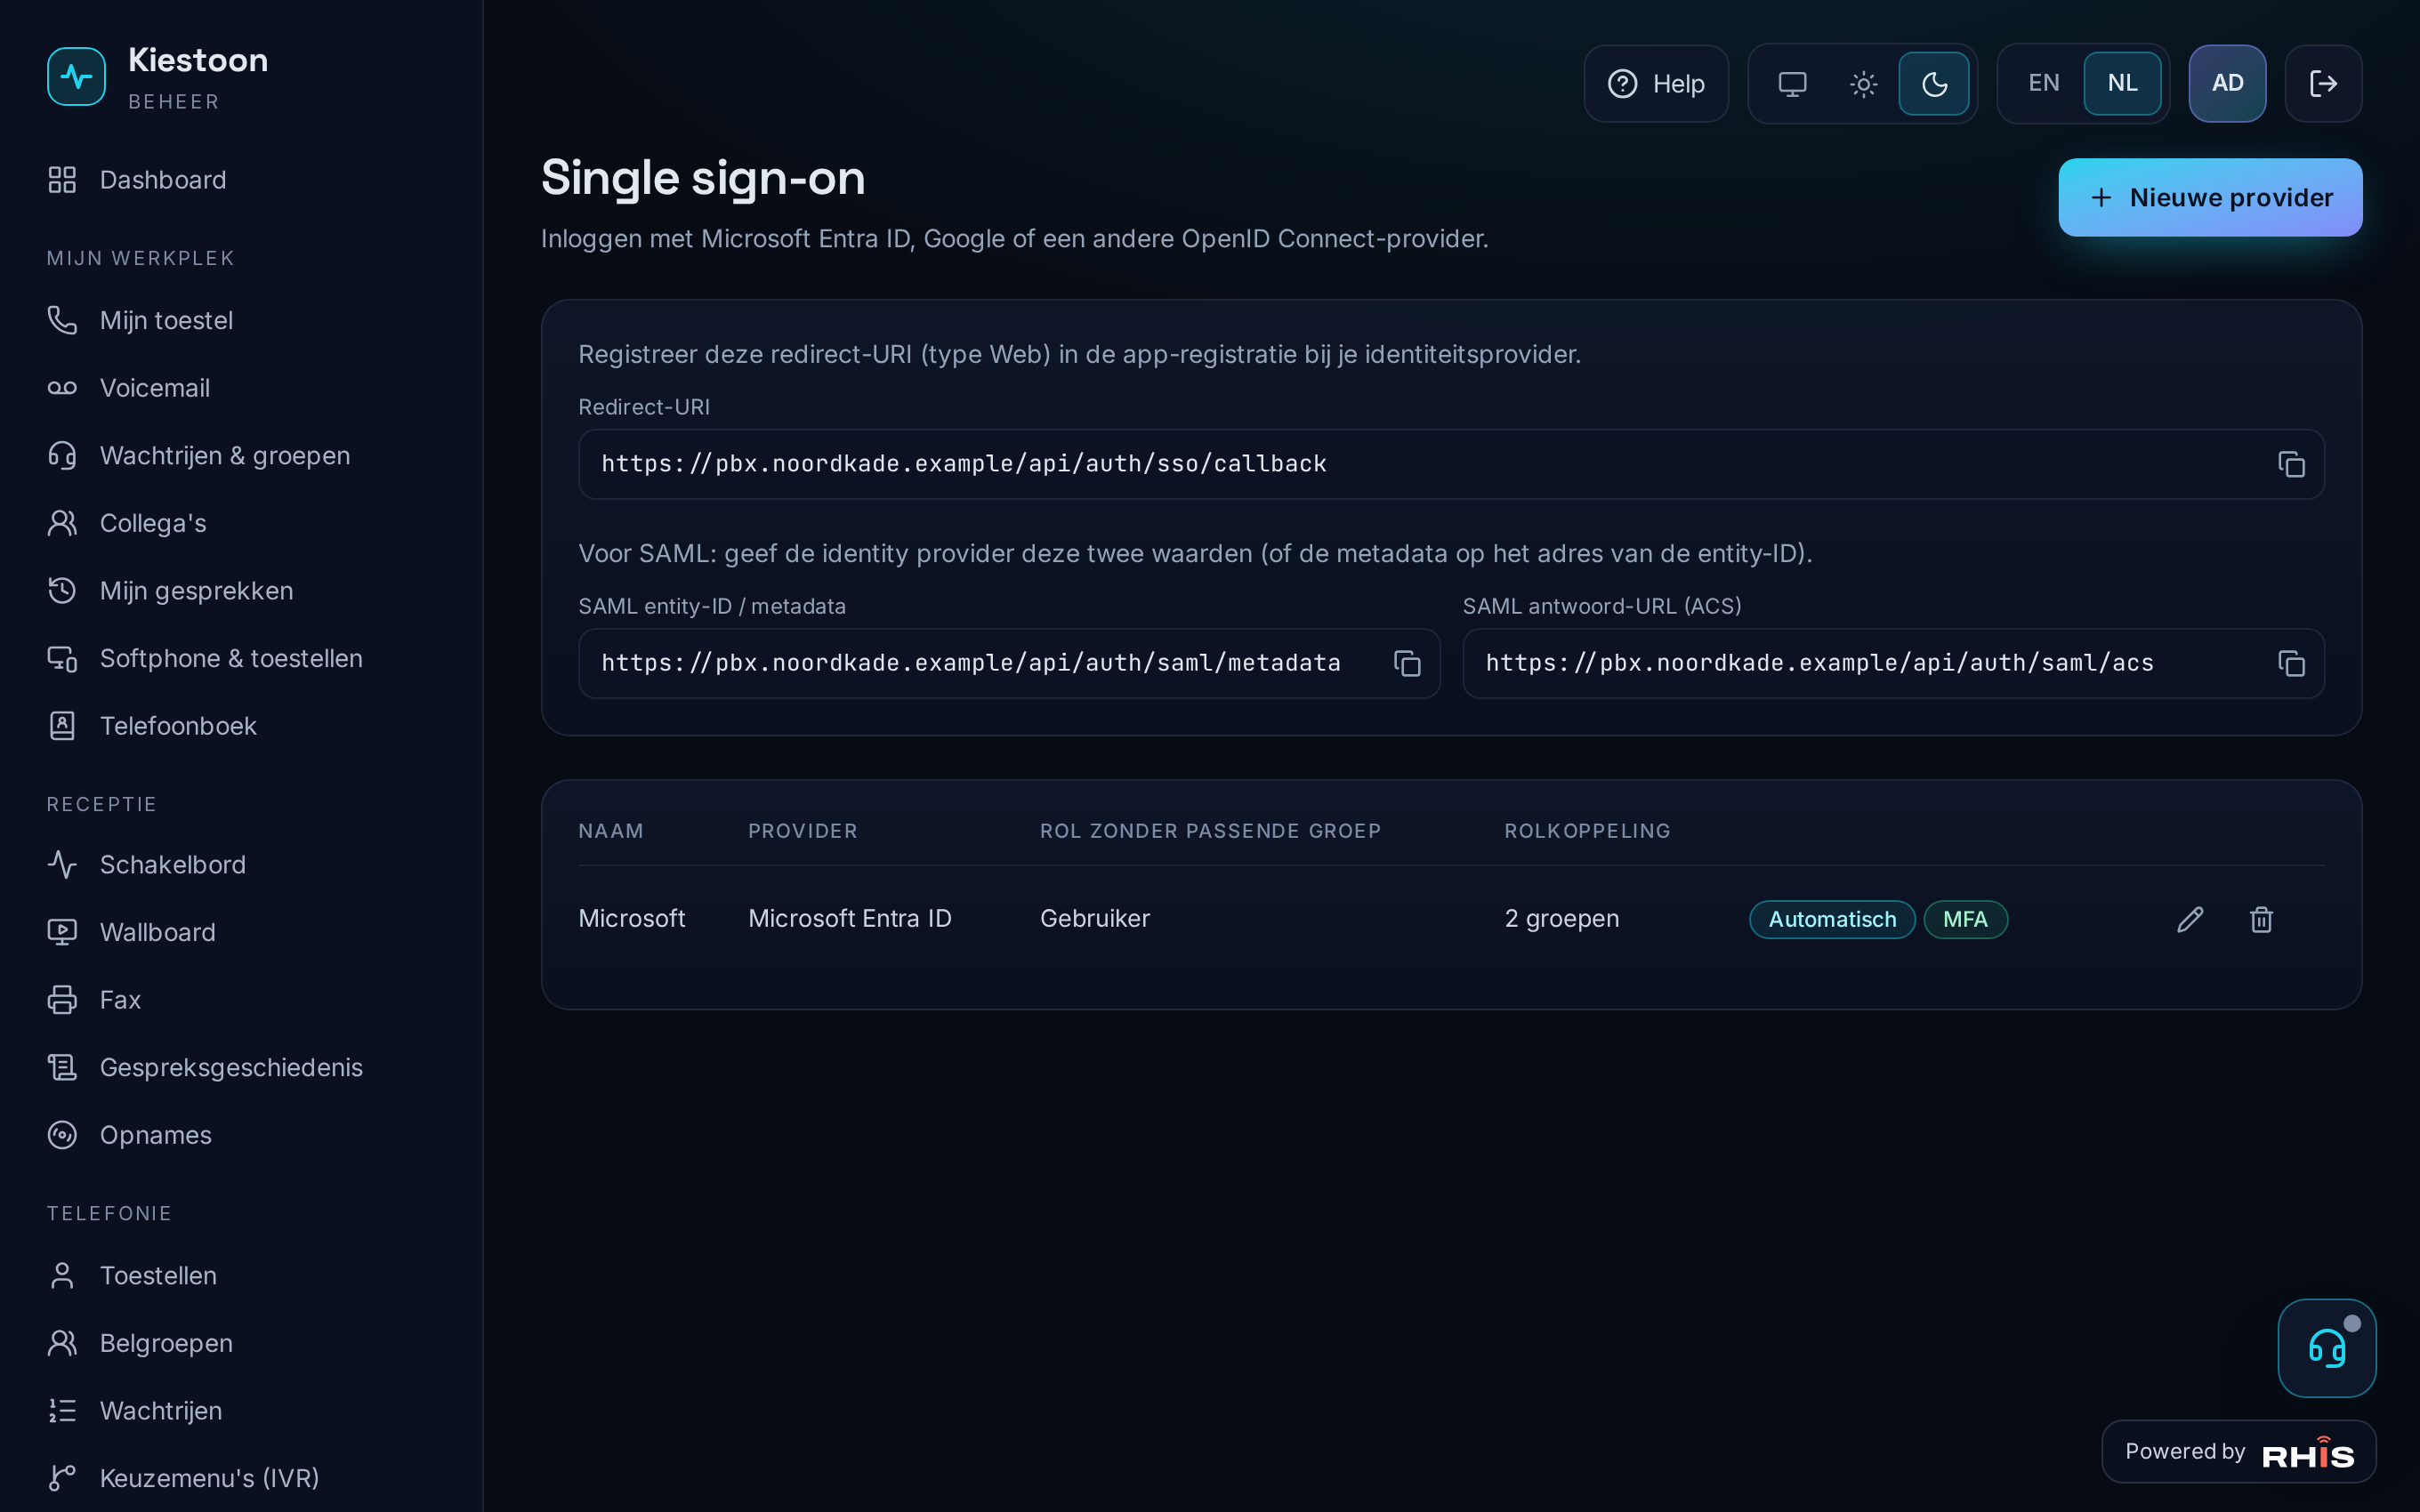 Kiestoon
BEHEER
Dashboard
MIJN WERKPLEK
Mijn toestel
Voicemail
Wachtrijen & groepen
Collega's
Mijn gesprekken
Softphone & toestellen
Telefoonboek
RECEPTIE
Schakelbord
Wallboard
Fax
Gespreksgeschiedenis
Opnames
TELEFONIE
Toestellen
Belgroepen
Wachtrijen
Keuzemenu's (IVR)
Help
EN
NL
AD
Single sign-on
Nieuwe provider
Inloggen met Microsoft Entra ID, Google of een andere OpenID Connect-provider.
Registreer deze redirect-URI (type Web) in de app-registratie bij je identiteitsprovider.
Redirect-URI
https://pbx.noordkade.example/api/auth/sso/callback
Voor SAML: geef de identity provider deze twee waarden (of de metadata op het adres van de entity-ID).
SAML entity-ID / metadata
SAML antwoord-URL (ACS)
https://pbx.noordkade.example/api/auth/saml/metadata
https://pbx.noordkade.example/api/auth/saml/acs
NAAM PROVIDER ROL ZONDER PASSENDE GROEP ROLKOPPELING
Microsoft Microsoft Entra ID Gebruiker 2 groepen Automatisch MFA
Powered by RHIS